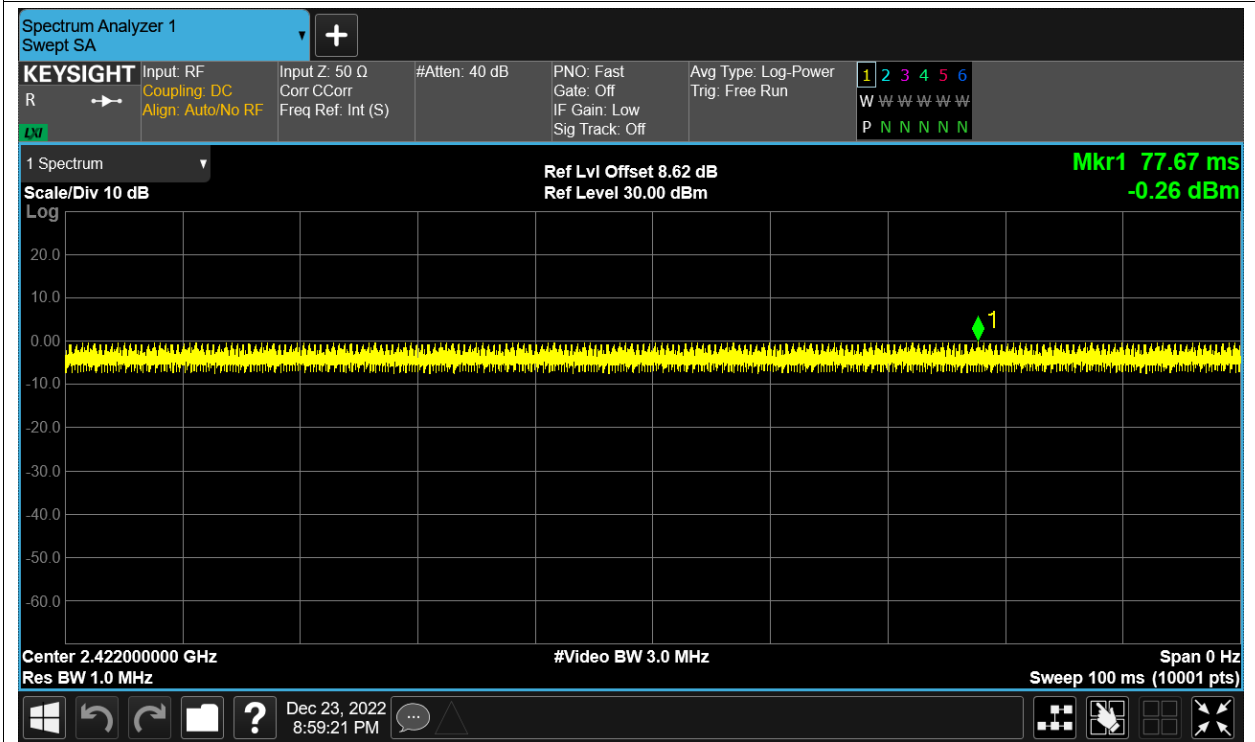 Spectrum Analyzer 1
Swept SA
+
KEYSIGHT
R
LXI
Input: RF
Coupling: DC
Align: Auto/No RF
Input Z: 50 Ω
Corr CCorr
Freq Ref: Int (S)
#Atten: 40 dB
PNO: Fast
Gate: Off
IF Gain: Low
Sig Track: Off
Avg Type: Log-Power
Trig: Free Run
1 2 3 4 5 6
W W W W W W
P N N N N N
1 Spectrum
Scale/Div 10 dB
Ref Lvl Offset 8.62 dB
Ref Level 30.00 dBm
Mkr1 77.67 ms
-0.26 dBm
Log
20.0
10.0
1
0.00
-10.0
-20.0
-30.0
-40.0
-50.0
-60.0
Center 2.422000000 GHz
#Video BW 3.0 MHz
Span 0 Hz
Res BW 1.0 MHz
Sweep 100 ms (10001 pts)
?
Dec 23, 2022
8:59:21 PM